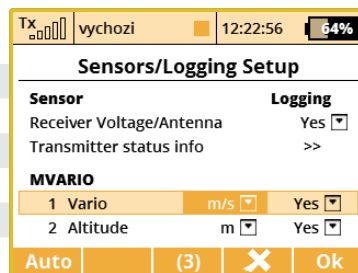 Tx vychozi 12:22:56 64%
Sensors/Logging Setup
Sensor Logging
Receiver Voltage/Antenna Yes
Transmitter status info >>
MVARIO
1 Vario m/s Yes
2 Altitude m Yes
Auto (3) Ok